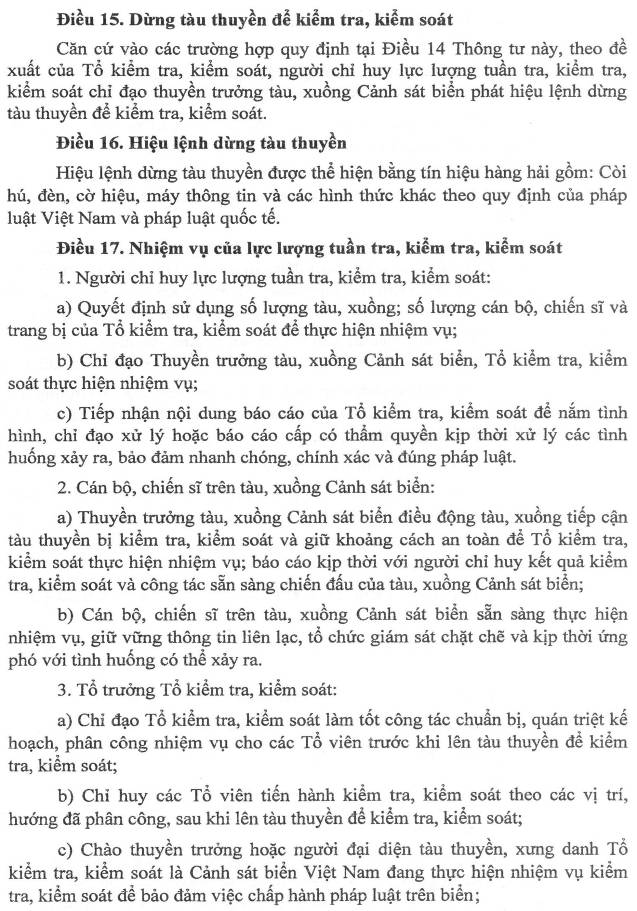 Điều 15. Dừng tàu thuyền để kiểm tra, kiểm soát
Căn cứ vào các trường hợp quy định tại Điều 14 Thông tư này, theo đề
xuất của Tổ kiểm tra, kiểm soát, người chỉ huy lực lượng tuần tra, kiểm tra,
kiểm soát chỉ đạo thuyền trưởng tàu, xuồng Cảnh sát biển phát hiệu lệnh dừng
tàu thuyền để kiểm tra, kiểm soát.
Điều 16. Hiệu lệnh dừng tàu thuyền
Hiệu lệnh dừng tàu thuyền được thể hiện bằng tín hiệu hàng hải gồm: Còi
hú, đèn, cờ hiệu, máy thông tin và các hình thức khác theo quy định của pháp
luật Việt Nam và pháp luật quốc tế.
Điều 17. Nhiệm vụ của lực lượng tuần tra, kiểm tra, kiểm soát
1. Người chỉ huy lực lượng tuần tra, kiểm tra, kiểm soát:
a) Quyết định sử dụng số lượng tàu, xuồng; số lượng cán bộ, chiến sĩ và
trang bị của Tổ kiểm tra, kiểm soát để thực hiện nhiệm vụ;
b) Chỉ đạo Thuyền trưởng tàu, xuồng Cảnh sát biển, Tổ kiểm tra, kiểm
soát thực hiện nhiệm vụ;
c) Tiếp nhận nội dung báo cáo của Tổ kiểm tra, kiểm soát để nắm tình
hình, chỉ đạo xử lý hoặc báo cáo cấp có thẩm quyền kịp thời xử lý các tình
huống xảy ra, bảo đảm nhanh chóng, chính xác và đúng pháp luật.
2. Cán bộ, chiến sĩ trên tàu, xuồng Cảnh sát biển:
a) Thuyền trưởng tàu, xuồng Cảnh sát biển điều động tàu, xuồng tiếp cận
tàu thuyền bị kiểm tra, kiểm soát và giữ khoảng cách an toàn để Tổ kiểm tra,
kiểm soát thực hiện nhiệm vụ; báo cáo kịp thời với người chỉ huy kết quả kiểm
tra, kiểm soát và công tác sẵn sàng chiến đấu của tàu, xuồng Cảnh sát biển;
b) Cán bộ, chiến sĩ trên tàu, xuồng Cảnh sát biển sẵn sàng thực hiện
nhiệm vụ, giữ vững thông tin liên lạc, tổ chức giám sát chặt chẽ và kịp thời ứng
phó với tình huống có thể xảy ra.
3. Tổ trưởng Tổ kiểm tra, kiểm soát:
a) Chỉ đạo Tổ kiểm tra, kiểm soát làm tốt công tác chuẩn bị, quán triệt kế
hoạch, phân công nhiệm vụ cho các Tổ viên trước khi lên tàu thuyền để kiểm
tra, kiểm soát;
b) Chỉ huy các Tổ viên tiến hành kiểm tra, kiểm soát theo các vị trí,
hướng đã phân công, sau khi lên tàu thuyền để kiểm tra, kiểm soát;
c) Chào thuyền trưởng hoặc người đại diện tàu thuyền, xưng danh Tổ
kiểm tra, kiểm soát là Cảnh sát biển Việt Nam đang thực hiện nhiệm vụ kiểm
tra, kiểm soát để bảo đảm việc chấp hành pháp luật trên biển;